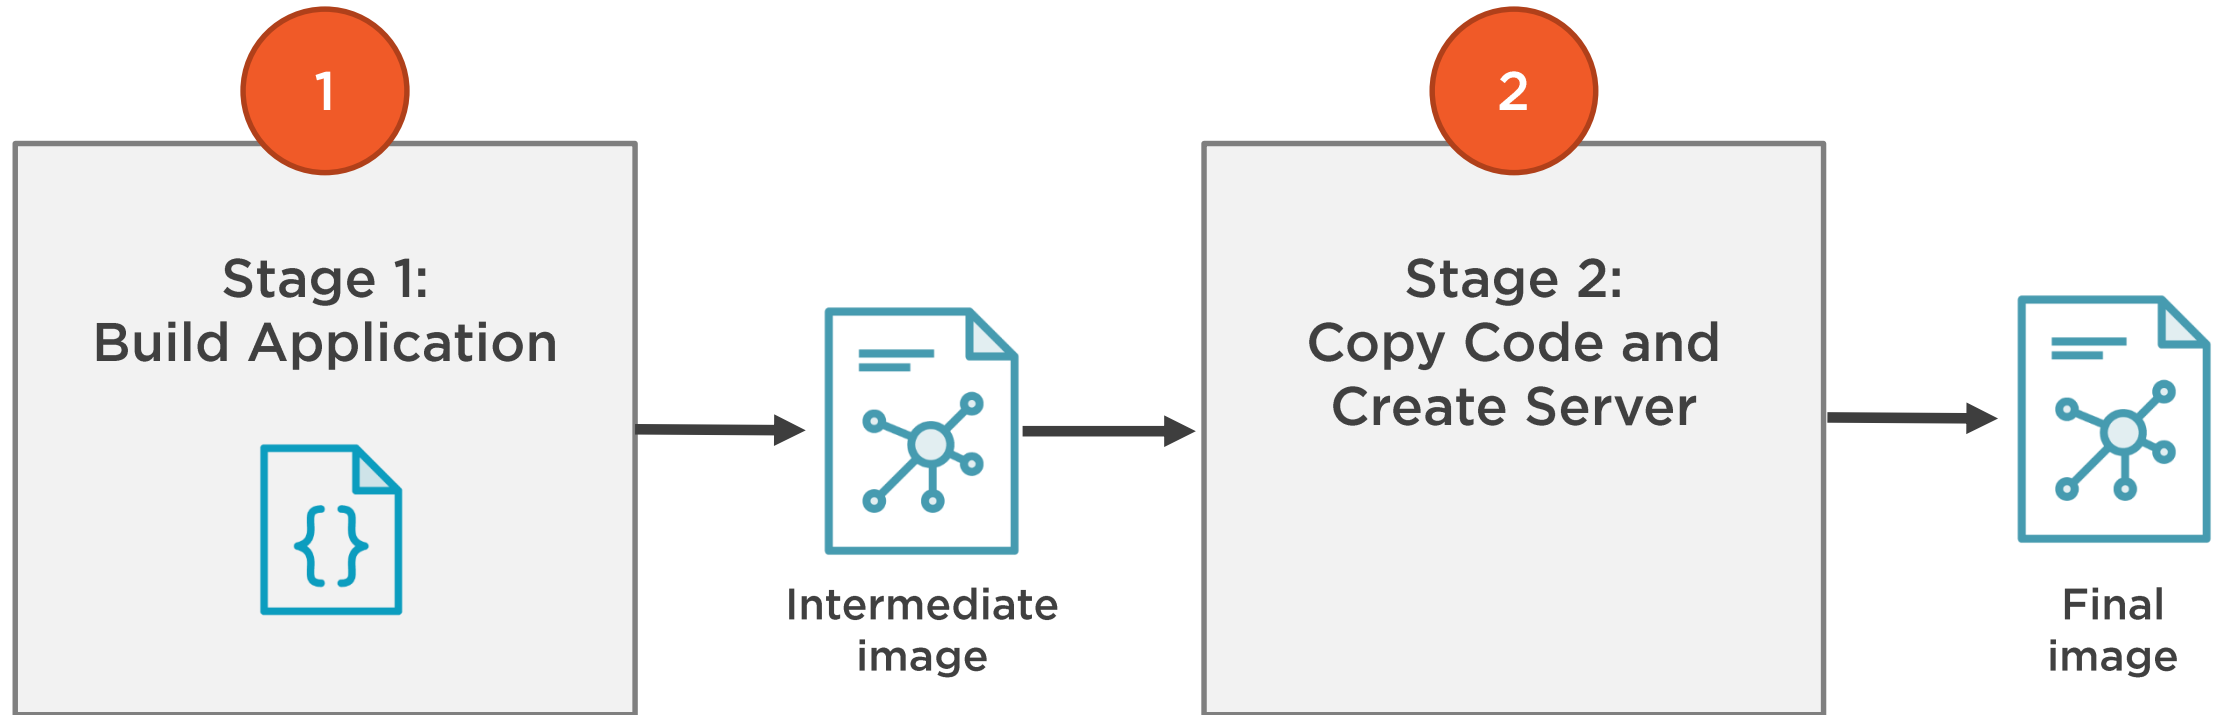 1
Stage 1:
Build Application
{ }
Intermediate
image
2
Stage 2:
Copy Code and
Create Server
Final
image